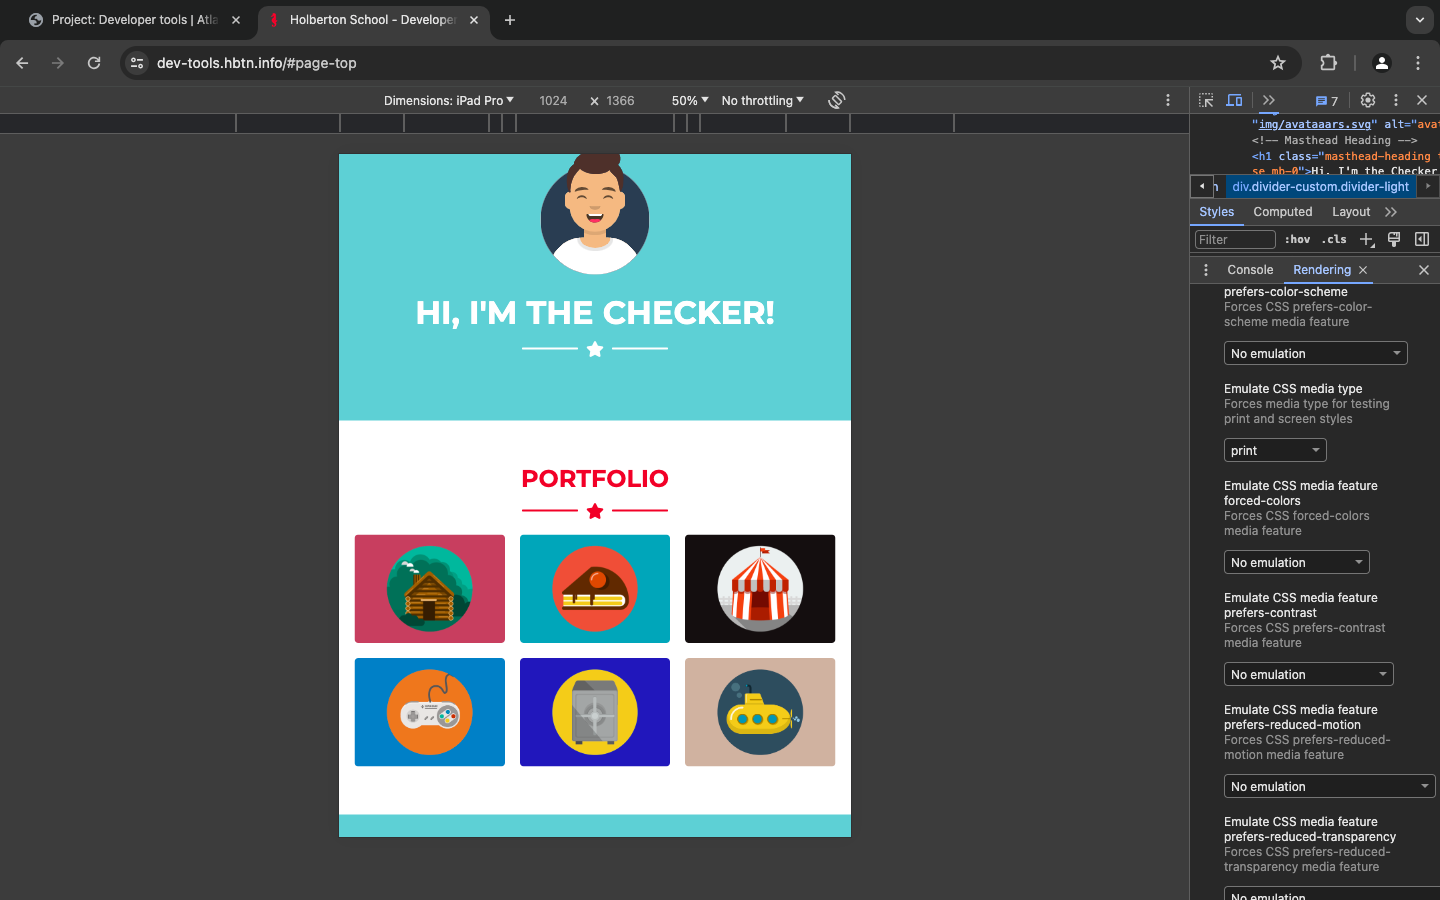 Project: Developer tools | Atla
Holberton School - Developer
dev-tools.hbtn.info/#page-top
Dimensions: iPad Pro
1024
×
1366
50%
No throttling
7
"img/avataaars.svg" alt="avat
<!-- Masthead Heading -->
<h1 class="masthead-heading t
se mb-0">Hi, I'm the Checker
div.divider-custom.divider-light
Styles
Computed
Layout
Filter
:hov
.cls
Console
Rendering
prefers-color-scheme
Forces CSS prefers-color-
scheme media feature
No emulation
Emulate CSS media type
Forces media type for testing
print and screen styles
print
Emulate CSS media feature
forced-colors
Forces CSS forced-colors
media feature
No emulation
Emulate CSS media feature
prefers-contrast
Forces CSS prefers-contrast
media feature
No emulation
Emulate CSS media feature
prefers-reduced-motion
Forces CSS prefers-reduced-
motion media feature
No emulation
Emulate CSS media feature
prefers-reduced-transparency
Forces CSS prefers-reduced-
transparency media feature
No emulation
HI, I'M THE CHECKER!
PORTFOLIO